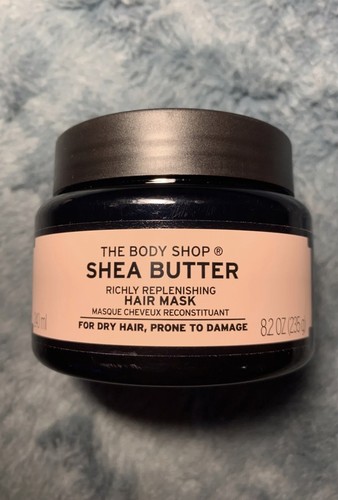 THE BODY SHOP ®
SHEA BUTTER
RICHLY REPLENISHING
HAIR MASK
MASQUE CHEVEUX RECONSTITUANT
FOR DRY HAIR, PRONE TO DAMAGE
ml
8.2 OZ (235 g)